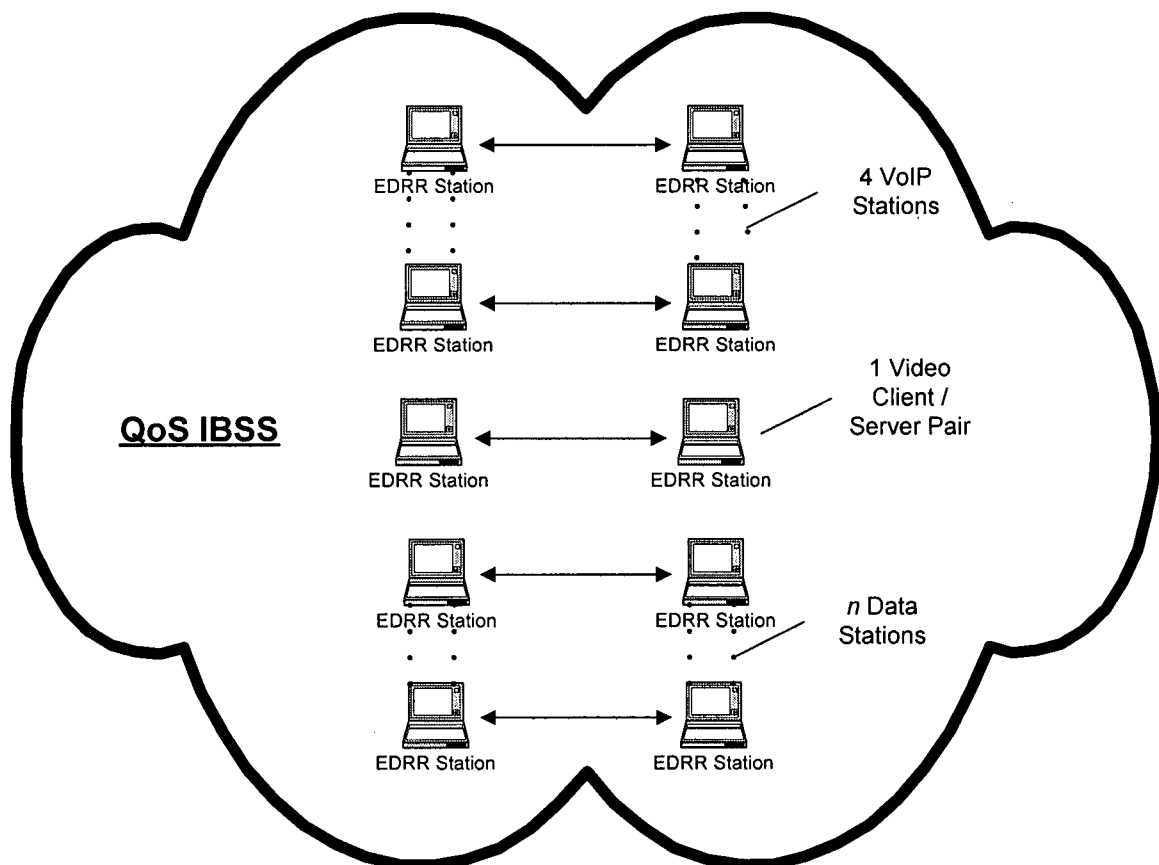 EDRR Station EDRR Station
4 VoIP
Stations
EDRR Station EDRR Station
1 Video
Client /
Server Pair
QoS IBSS
EDRR Station EDRR Station
EDRR Station EDRR Station
n Data
Stations
EDRR Station EDRR Station